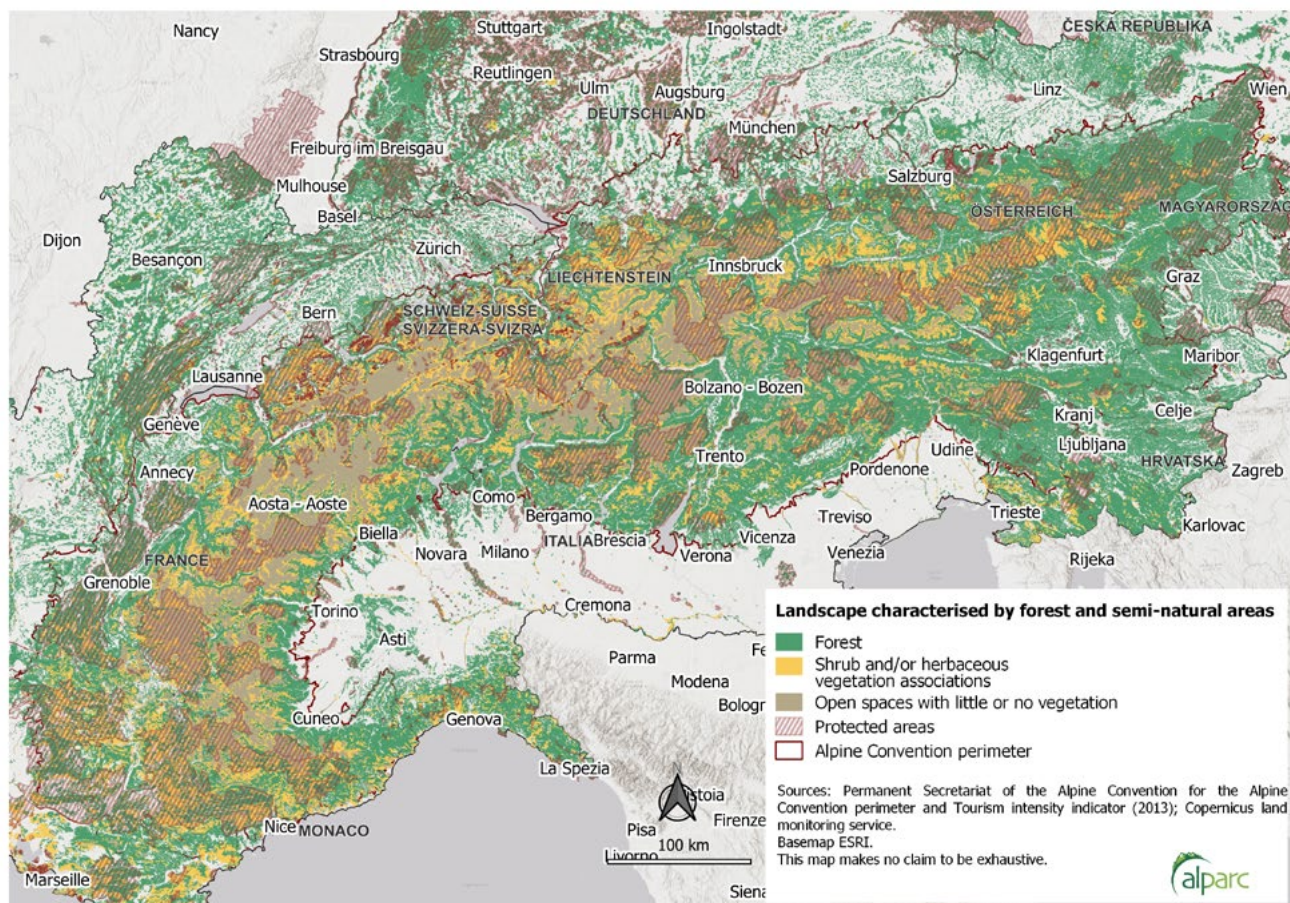 Nancy
Stuttgart
Ingolstadt
ČESKÁ REPUBLIKA
Strasbourg
Reutlingen
Ulm
Augsburg
DEUTSCHLAND
Linz
Wien
München
Freiburg im Breisgau
Salzburg
Mulhouse
Basel
ÖSTERREICH
MAGYARORSZÁG
Dijon
Besançon
Zürich
Innsbruck
LIECHTENSTEIN
Graz
Bern
SCHWEIZ-SUISSE
SVIZZERA-SVIZRA
Klagenfurt
Maribor
Lausanne
Bolzano - Bozen
Genève
Kranj
Celje
Ljubljana
Annecy
Trento
Udine
HRVATSKA
Zagreb
Pordenone
Aosta - Aoste
Como
Trieste
Karlovac
Biella
Bergamo
Treviso
FRANCE
Novara
Milano
ITALIA
Brescia
Verona
Vicenza
Venezia
Rijeka
Grenoble
Torino
Cremona
Asti
Parma
Fe
Modena
Bologn
Cuneo
Genova
La Spezia
stoia
Nice
MONACO
Pisa
Firenze
Livorno
Siena
Marseille
100 km
Landscape characterised by forest and semi-natural areas
Forest
Shrub and/or herbaceous
vegetation associations
Open spaces with little or no vegetation
Protected areas
Alpine Convention perimeter
Sources: Permanent Secretariat of the Alpine Convention for the Alpine
Convention perimeter and Tourism intensity indicator (2013); Copernicus land
monitoring service.
Basemap ESRI.
This map makes no claim to be exhaustive.
alparc